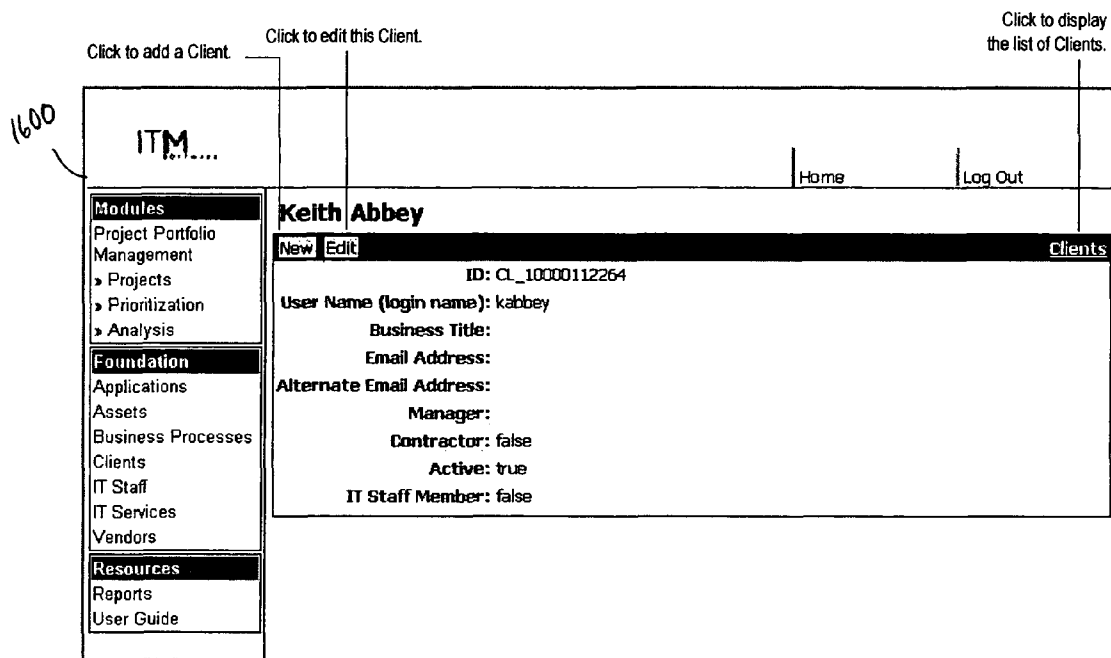 Click to add a Client.
Click to edit this Client.
Click to display
the list of Clients.
1600
ITM
Home
Log Out
Modules
Project Portfolio
Management
» Projects
» Prioritization
» Analysis
Foundation
Applications
Assets
Business Processes
Clients
IT Staff
IT Services
Vendors
Resources
Reports
User Guide
Keith Abbey
New Edit Clients
ID: CL_10000112264
User Name (login name): kabbey
Business Title:
Email Address:
Alternate Email Address:
Manager:
Contractor: false
Active: true
IT Staff Member: false